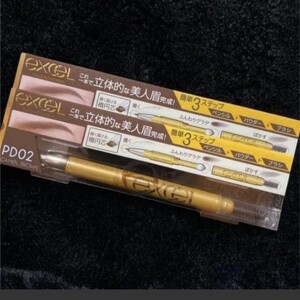 excel
これ一本で、立体的な美人眉完成!
簡単3ステップ
ペンシル
パウダー
ブラシ
描く
ふんわりグラデ
ぼかす
excel
これ一本で、立体的な美人眉完成!
簡単3ステップ
ペンシル
パウダー
ブラシ
描く
ふんわりグラデ
ぼかす
PD02
excel